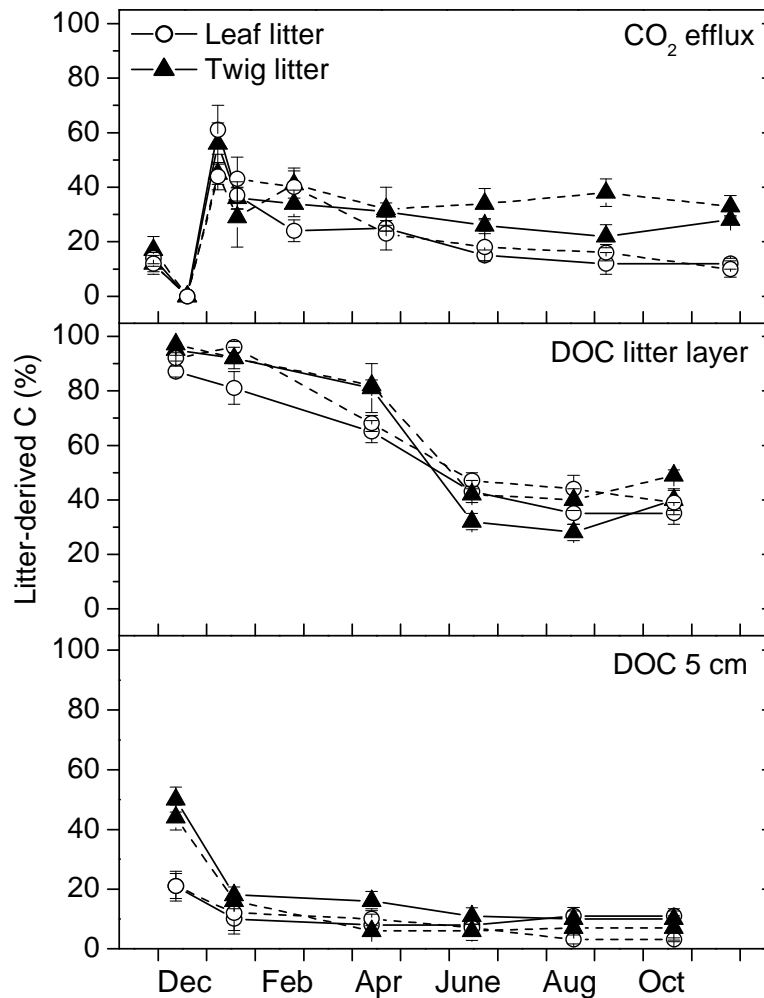 100
80
60
40
20
0
Leaf litter
Twig litter
CO₂ efflux
100
80
60
40
20
0
DOC litter layer
Litter-derived C (%)
100
80
60
40
20
0
DOC 5 cm
Dec Feb Apr June Aug Oct